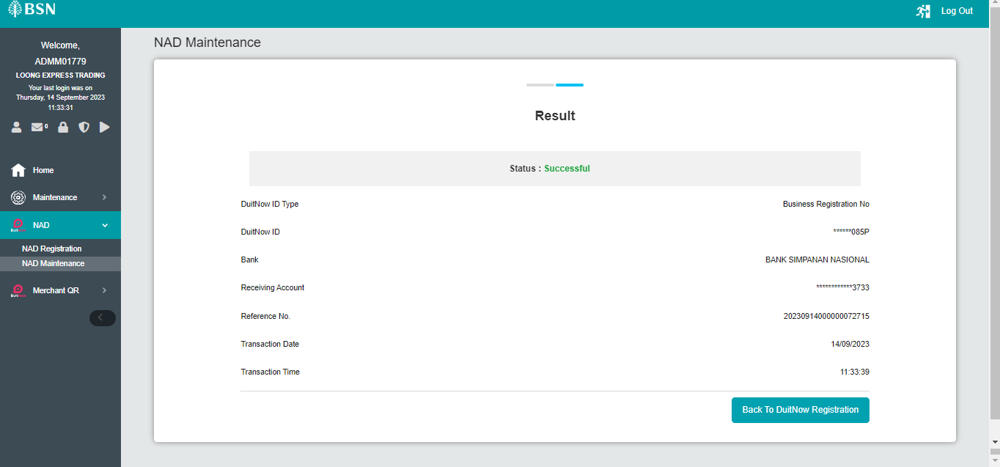 BSN
Log Out
Welcome,
ADMM01779
LOONG EXPRESS TRADING
Your last login was on
Thursday, 14 September 2023
11:33:31
0
Home
Maintenance
NAD
NAD Registration
NAD Maintenance
Merchant QR
NAD Maintenance
Result
Status : Successful
DuitNow ID Type Business Registration No
DuitNow ID ******085P
Bank BANK SIMPANAN NASIONAL
Receiving Account ************3733
Reference No. 20230914000000072715
Transaction Date 14/09/2023
Transaction Time 11:33:39
Back To DuitNow Registration